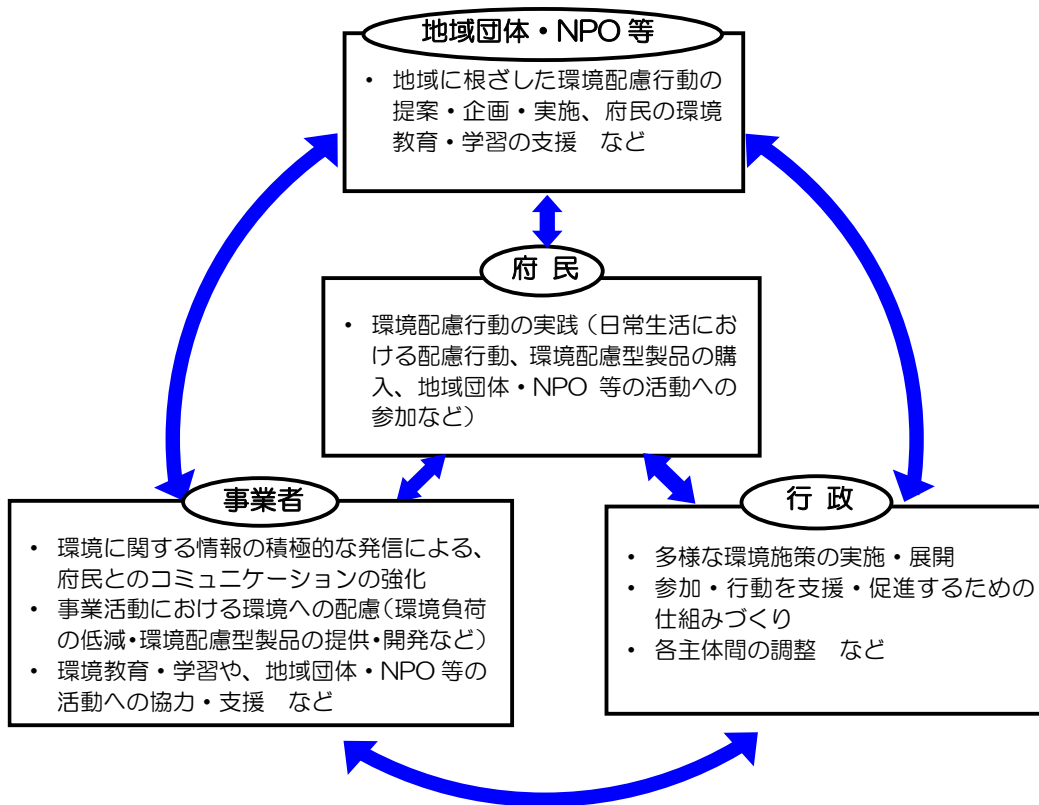 地域団体・NPO 等
・ 地域に根ざした環境配慮行動の
提案・企画・実施、府民の環境
教育・学習の支援　など
府 民
・ 環境配慮行動の実践（日常生活にお
ける配慮行動、環境配慮型製品の購
入、地域団体・NPO 等の活動への
参加など）
事業者
・ 環境に関する情報の積極的な発信による、
府民とのコミュニケーションの強化
・ 事業活動における環境への配慮（環境負荷
の低減・環境配慮型製品の提供・開発など）
・ 環境教育・学習や、地域団体・NPO 等の
活動への協力・支援　など
行 政
・ 多様な環境施策の実施・展開
・ 参加・行動を支援・促進するための
仕組みづくり
・ 各主体間の調整　など